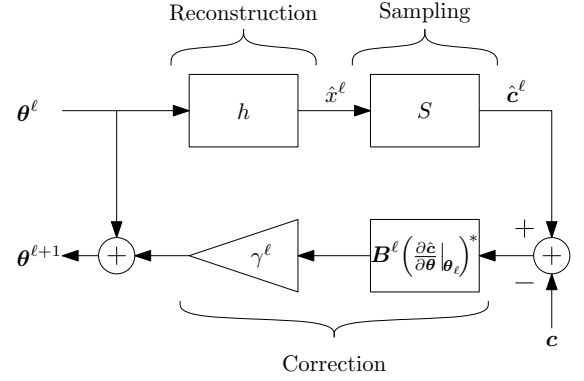 Reconstruction Sampling
θ^ℓ h x̂^ℓ S ĉ^ℓ
+
θ^{ℓ+1} + γ^ℓ B^ℓ(∂ĉ/∂θ|_{θ_ℓ})^* +
−
c
Correction